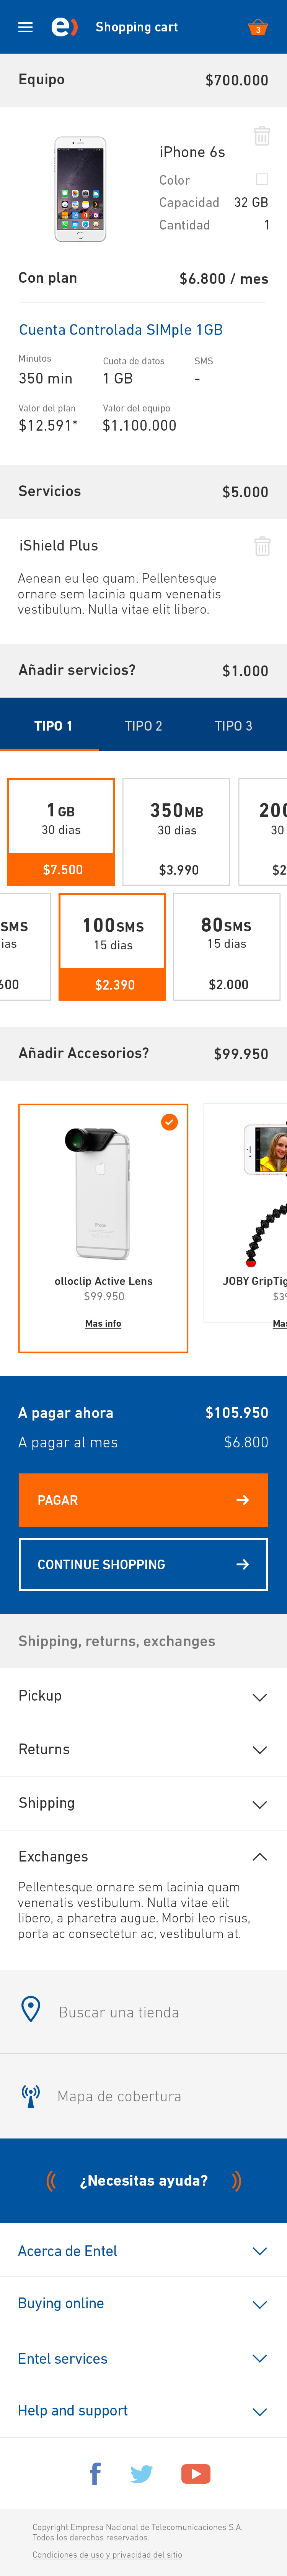 e) Shopping cart 3
Equipo $700.000
iPhone 6s
Color
Capacidad 32 GB
Cantidad 1
Con plan $6.800 / mes
Cuenta Controlada SIMple 1GB
Minutos Cuota de datos SMS
350 min 1 GB -
Valor del plan Valor del equipo
$12.591* $1.100.000
Servicios $5.000
iShield Plus
Aenean eu leo quam. Pellentesque
ornare sem lacinia quam venenatis
vestibulum. Nulla vitae elit libero.
Añadir servicios? $1.000
TIPO 1 TIPO 2 TIPO 3
1 GB 350MB 200
30 dias 30 dias 30
$7.500 $3.990 $2
SMS 100SMS 80SMS
ias 15 dias 15 dias
600 $2.390 $2.000
Añadir Accesorios? $99.950
olloclip Active Lens JOBY GripTig
$99.950 $39
Mas info Mas
A pagar ahora $105.950
A pagar al mes $6.800
PAGAR
CONTINUE SHOPPING
Shipping, returns, exchanges
Pickup
Returns
Shipping
Exchanges
Pellentesque ornare sem lacinia quam
venenatis vestibulum. Nulla vitae elit
libero, a pharetra augue. Morbi leo risus,
porta ac consectetur ac, vestibulum at.
Buscar una tienda
Mapa de cobertura
¿Necesitas ayuda?
Acerca de Entel
Buying online
Entel services
Help and support
Copyright Empresa Nacional de Telecomunicaciones S.A.
Todos los derechos reservados.
Condiciones de uso y privacidad del sitio